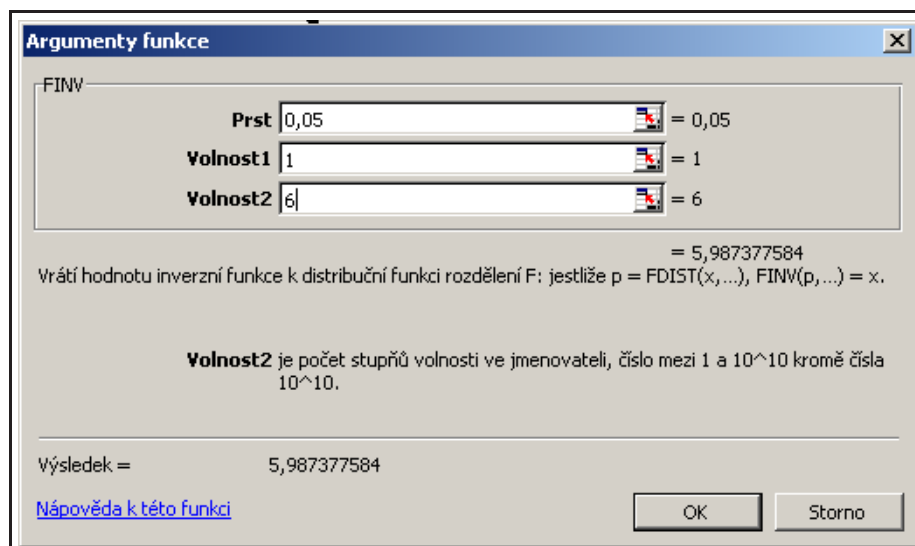 Argumenty funkce
FINV
Prst 0,05 = 0,05
Volnost1 1 = 1
Volnost2 6 = 6
= 5,987377584
Vrátí hodnotu inverzní funkce k distribuční funkci rozdělení F: jestliže p = FDIST(x,...), FINV(p,...) = x.
Volnost2 je počet stupňů volnosti ve jmenovateli, číslo mezi 1 a 10^10 kromě čísla
10^10.
Výsledek = 5,987377584
Nápověda k této funkci
OK Storno